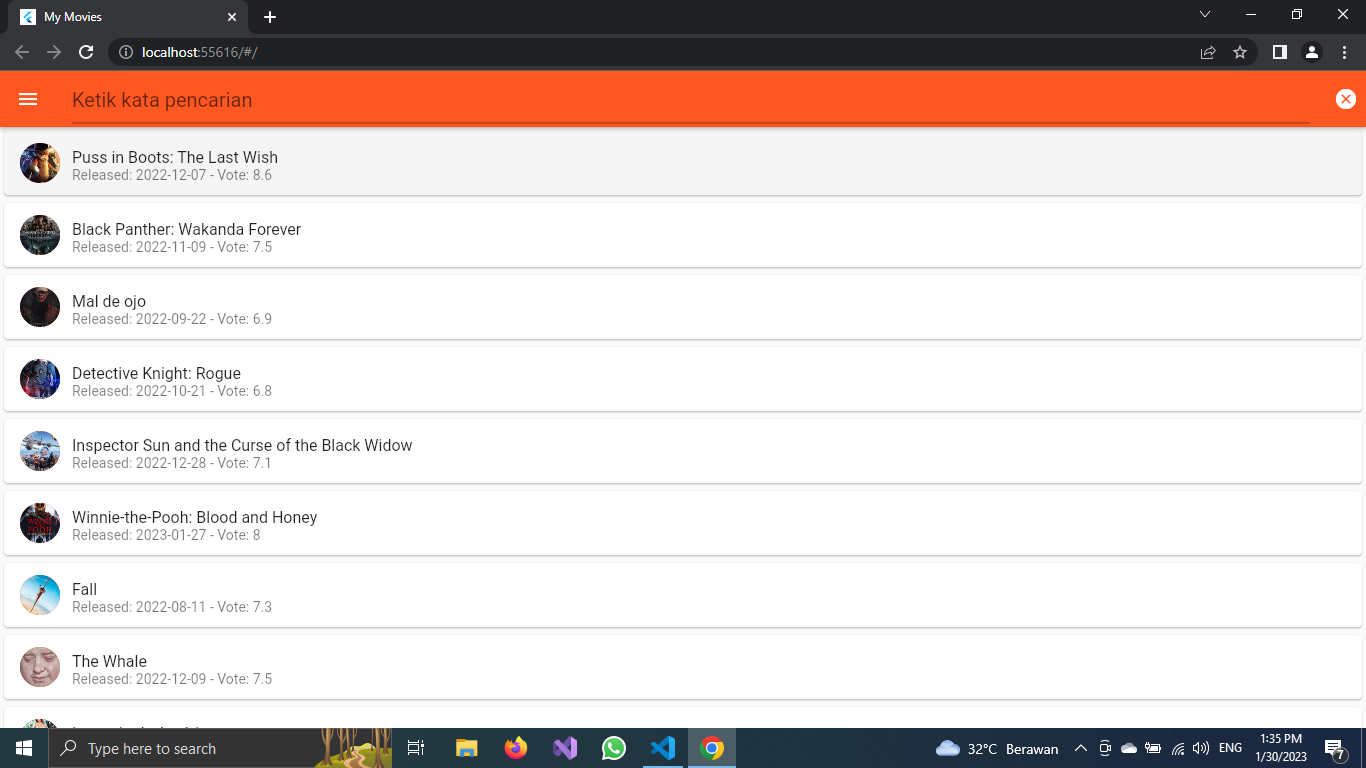 My Movies
localhost:55616/#/
Ketik kata pencarian
Puss in Boots: The Last Wish
Released: 2022-12-07 - Vote: 8.6
Black Panther: Wakanda Forever
Released: 2022-11-09 - Vote: 7.5
Mal de ojo
Released: 2022-09-22 - Vote: 6.9
Detective Knight: Rogue
Released: 2022-10-21 - Vote: 6.8
Inspector Sun and the Curse of the Black Widow
Released: 2022-12-28 - Vote: 7.1
Winnie-the-Pooh: Blood and Honey
Released: 2023-01-27 - Vote: 8
Fall
Released: 2022-08-11 - Vote: 7.3
The Whale
Released: 2022-12-09 - Vote: 7.5
Type here to search
32°C Berawan
ENG
1:35 PM
1/30/2023
7